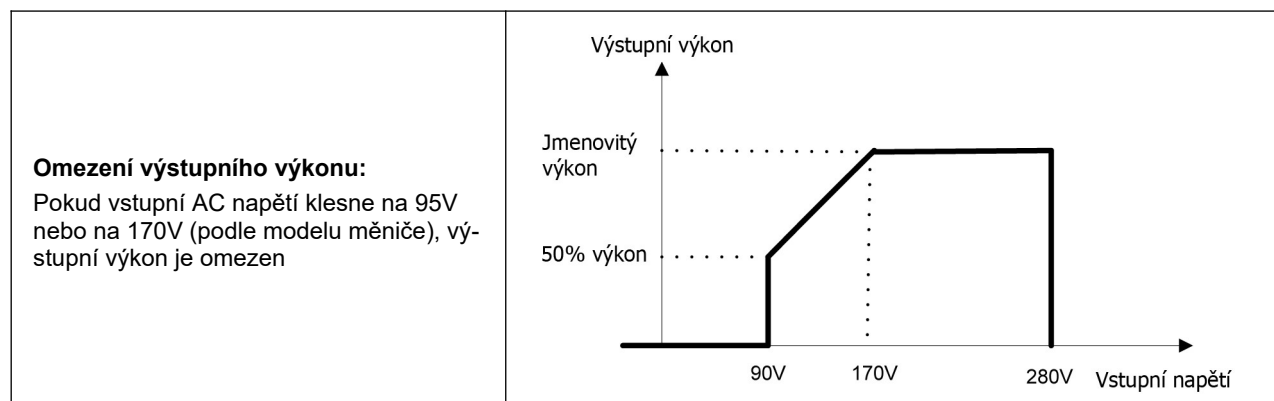 Omezení výstupního výkonu:
Pokud vstupní AC napětí klesne na 95V
nebo na 170V (podle modelu měniče), vý-
stupní výkon je omezen
Výstupní výkon
Jmenovitý
výkon
50% výkon
90V
170V
280V
Vstupní napětí